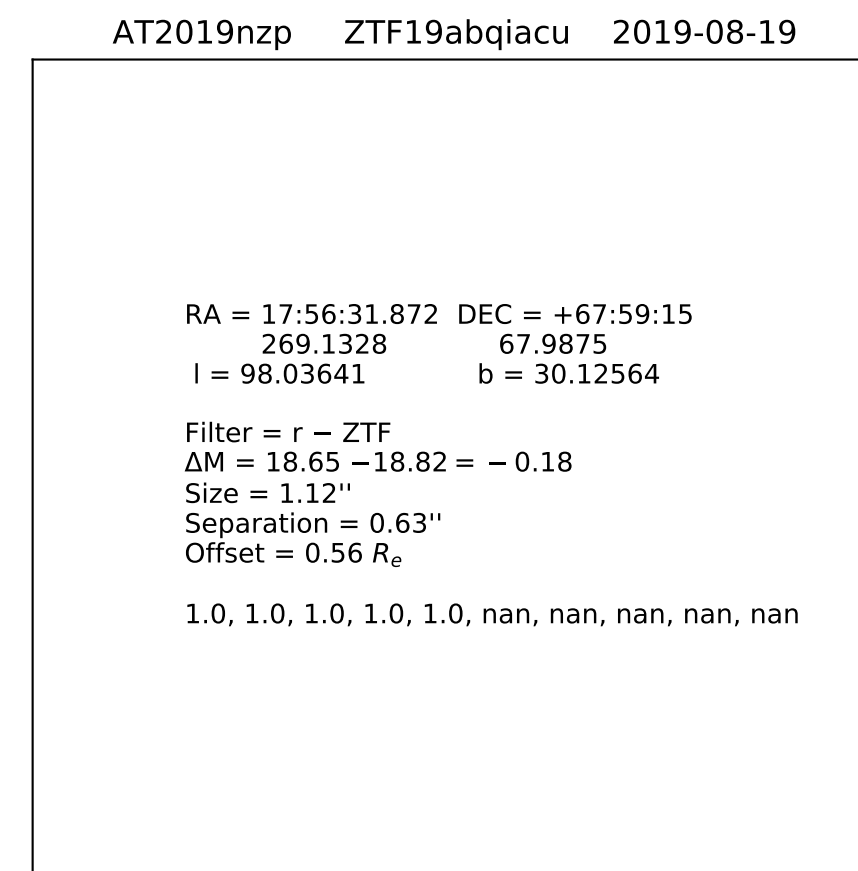 AT2019nzp ZTF19abqiacu 2019-08-19
RA = 17:56:31.872 DEC = +67:59:15
269.1328 67.9875
l = 98.03641 b = 30.12564
Filter = r − ZTF
ΔM = 18.65 −18.82 = − 0.18
Size = 1.12''
Separation = 0.63''
Offset = 0.56 Re
1.0, 1.0, 1.0, 1.0, 1.0, nan, nan, nan, nan, nan